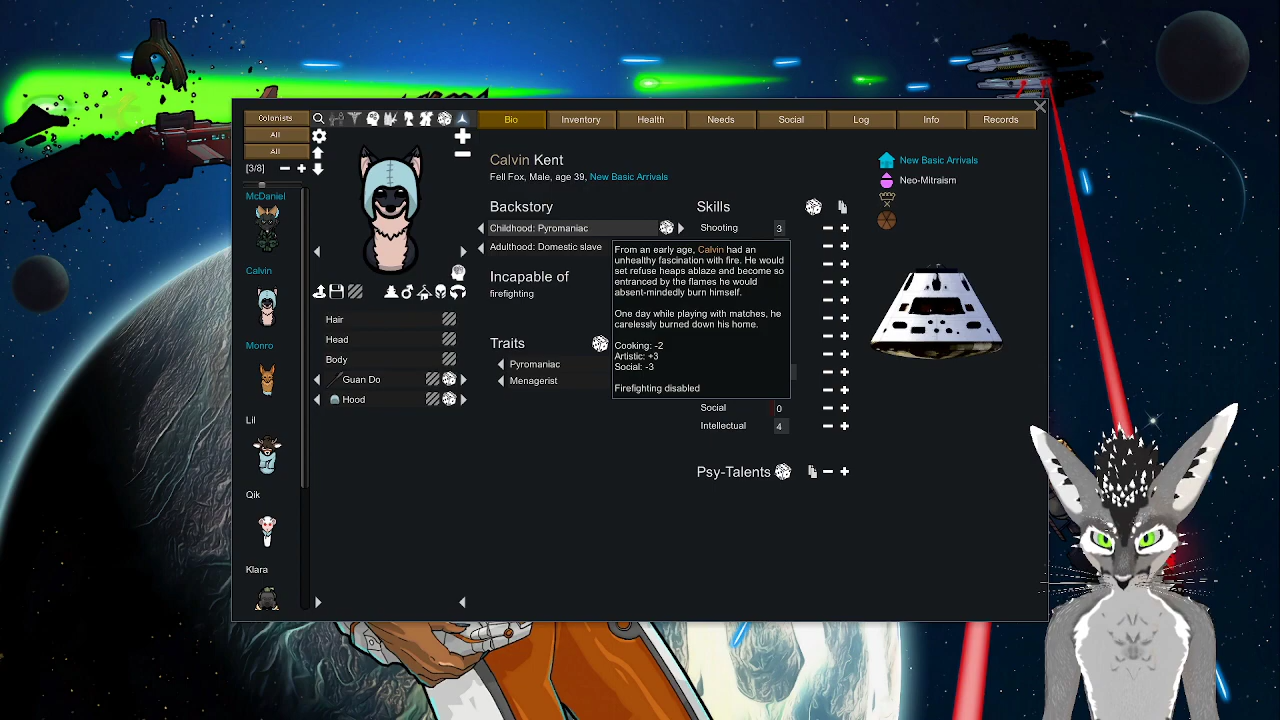 Colonists
All
All
[3/8]
McDaniel
Calvin
Monro
Lil
Qik
Klara
Bio
Inventory
Health
Needs
Social
Log
Info
Records
Calvin Kent
Fell Fox, Male, age 39, New Basic Arrivals
Backstory
Childhood: Pyromaniac
Adulthood: Domestic slave
Incapable of
firefighting
Traits
Pyromaniac
Menagerist
Hair
Head
Body
Guan Do
Hood
Skills
Shooting 3
From an early age, Calvin had an
unhealthy fascination with fire. He would
set refuse heaps ablaze and become so
entranced by the flames he would
absent-mindedly burn himself.
One day while playing with matches, he
carelessly burned down his home.
Cooking: -2
Artistic: +3
Social: -3
Firefighting disabled
Social 0
Intellectual 4
Psy-Talents
New Basic Arrivals
Neo-Mitraism